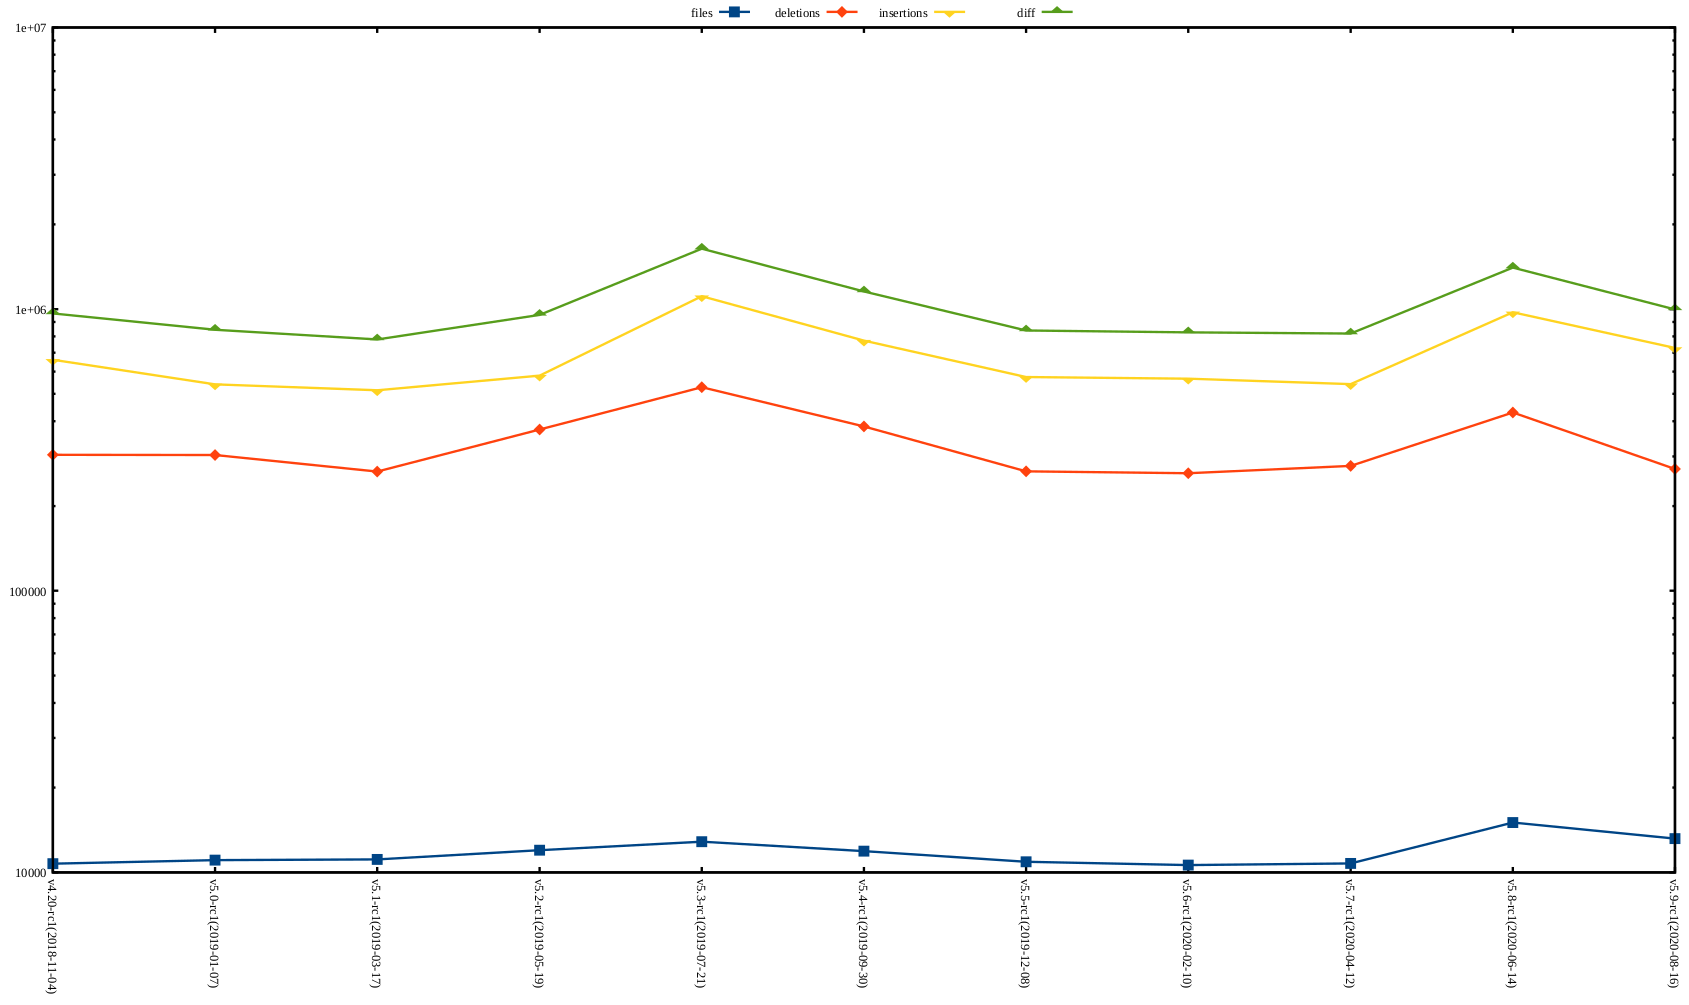 files deletions insertions diff
1e+07
1e+06
100000
10000
v4.20-rc1(2018-11-04)
v5.0-rc1(2019-01-07)
v5.1-rc1(2019-03-17)
v5.2-rc1(2019-05-19)
v5.3-rc1(2019-07-21)
v5.4-rc1(2019-09-30)
v5.5-rc1(2019-12-08)
v5.6-rc1(2020-02-10)
v5.7-rc1(2020-04-12)
v5.8-rc1(2020-06-14)
v5.9-rc1(2020-08-16)